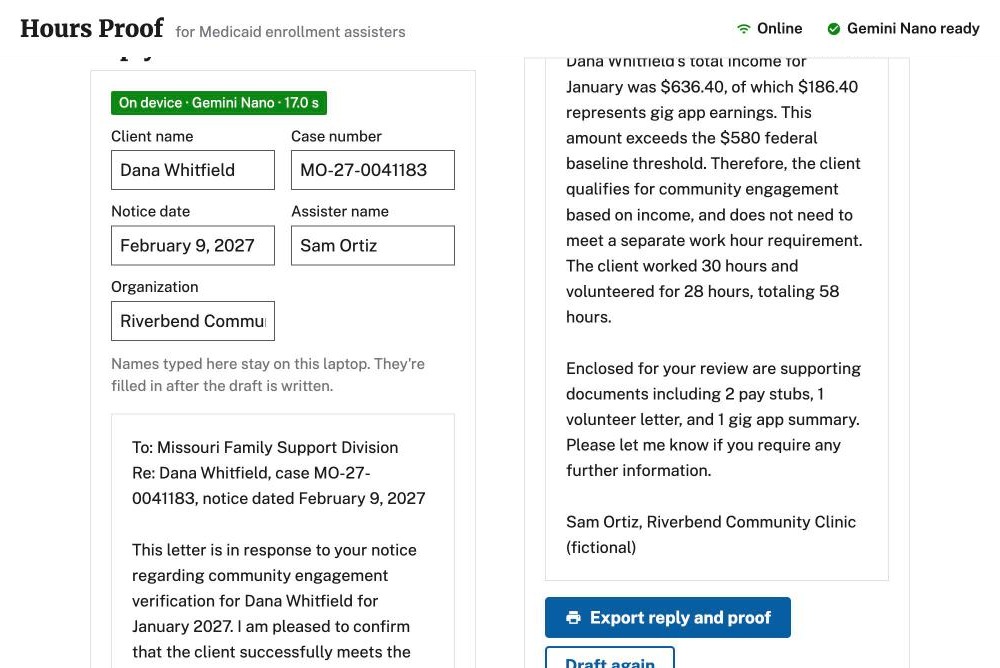 Hours Proof for Medicaid enrollment assisters
Online
Gemini Nano ready
On device · Gemini Nano · 17.0 s
Client name
Dana Whitfield
Case number
MO-27-0041183
Notice date
February 9, 2027
Assister name
Sam Ortiz
Organization
Riverbend Commu
Names typed here stay on this laptop. They're
filled in after the draft is written.
To: Missouri Family Support Division
Re: Dana Whitfield, case MO-27-
0041183, notice dated February 9, 2027
This letter is in response to your notice
regarding community engagement
verification for Dana Whitfield for
January 2027. I am pleased to confirm
that the client successfully meets the
Dana Whitfield's total income for
January was $636.40, of which $186.40
represents gig app earnings. This
amount exceeds the $580 federal
baseline threshold. Therefore, the client
qualifies for community engagement
based on income, and does not need to
meet a separate work hour requirement.
The client worked 30 hours and
volunteered for 28 hours, totaling 58
hours.
Enclosed for your review are supporting
documents including 2 pay stubs, 1
volunteer letter, and 1 gig app summary.
Please let me know if you require any
further information.
Sam Ortiz, Riverbend Community Clinic
(fictional)
Export reply and proof
Draft again